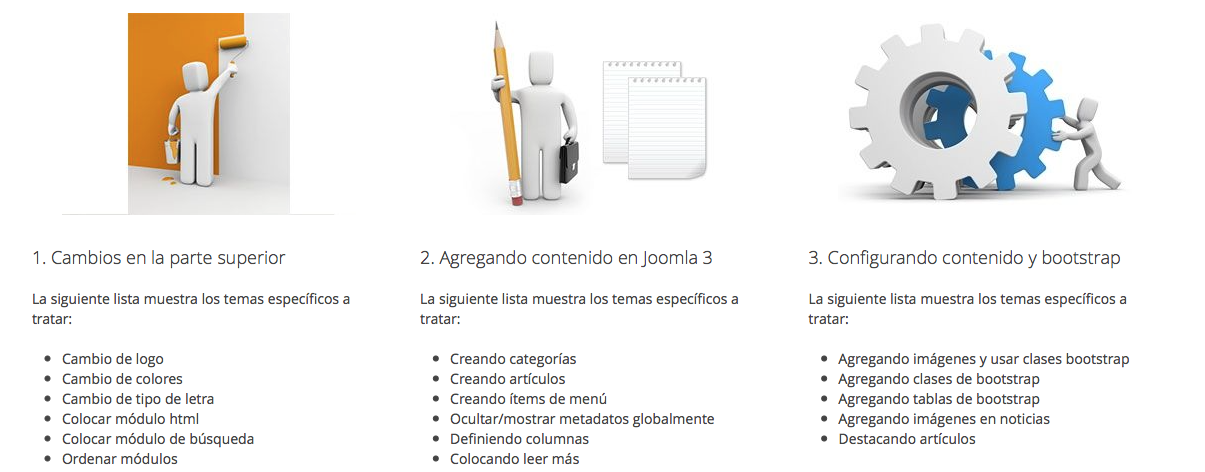 1. Cambios en la parte superior
La siguiente lista muestra los temas específicos a
tratar:
Cambio de logo
Cambio de colores
Cambio de tipo de letra
Colocar módulo html
Colocar módulo de búsqueda
Ordenar módulos
2. Agregando contenido en Joomla 3
La siguiente lista muestra los temas específicos a
tratar:
Creando categorías
Creando artículos
Creando ítems de menú
Ocultar/mostrar metadatos globalmente
Definiendo columnas
Colocando leer más
3. Configurando contenido y bootstrap
La siguiente lista muestra los temas específicos a
tratar:
Agregando imágenes y usar clases bootstrap
Agregando clases de bootstrap
Agregando tablas de bootstrap
Agregando imágenes en noticias
Destacando artículos